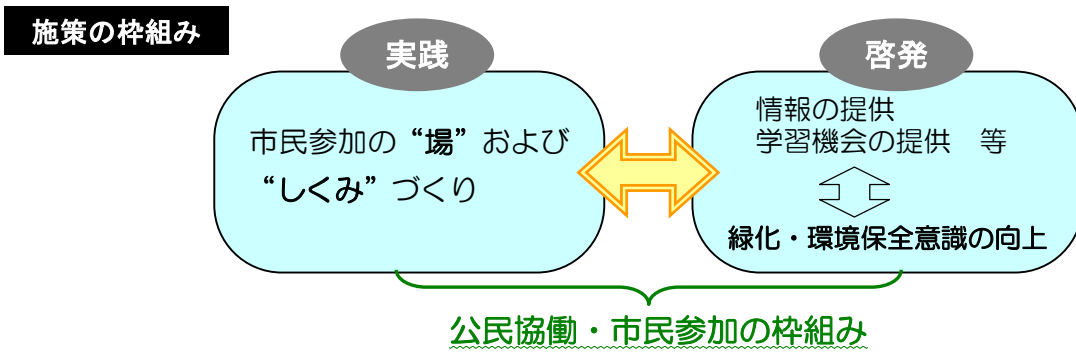 施策の枠組み
実践
市民参加の“場”および
“しくみ”づくり
啓発
情報の提供
学習機会の提供　等
緑化・環境保全意識の向上
公民協働・市民参加の枠組み